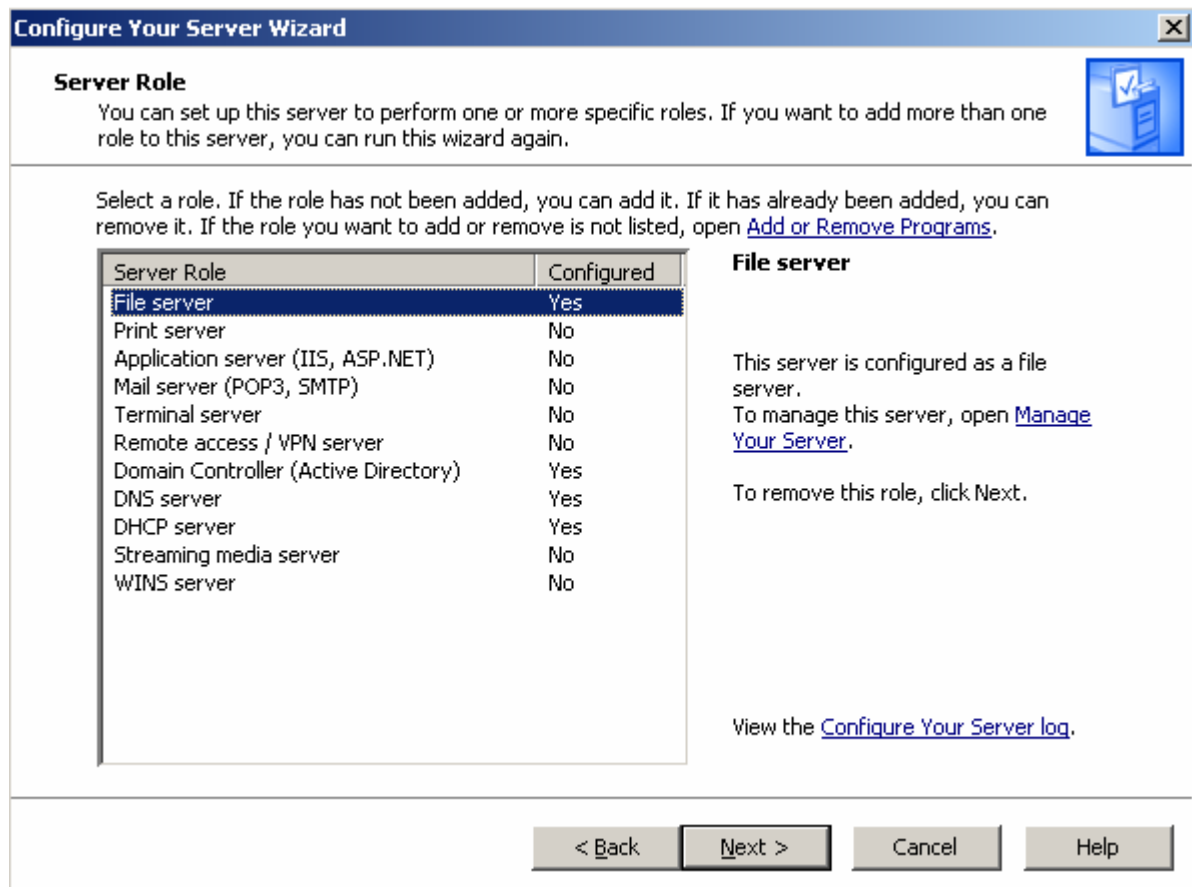 Configure Your Server Wizard
Server Role
You can set up this server to perform one or more specific roles. If you want to add more than one
role to this server, you can run this wizard again.
Select a role. If the role has not been added, you can add it. If it has already been added, you can
remove it. If the role you want to add or remove is not listed, open Add or Remove Programs.
Server Role Configured
File server Yes
Print server No
Application server (IIS, ASP.NET) No
Mail server (POP3, SMTP) No
Terminal server No
Remote access / VPN server No
Domain Controller (Active Directory) Yes
DNS server Yes
DHCP server Yes
Streaming media server No
WINS server No
File server
This server is configured as a file
server.
To manage this server, open Manage
Your Server.
To remove this role, click Next.
View the Configure Your Server log.
< Back Next > Cancel Help